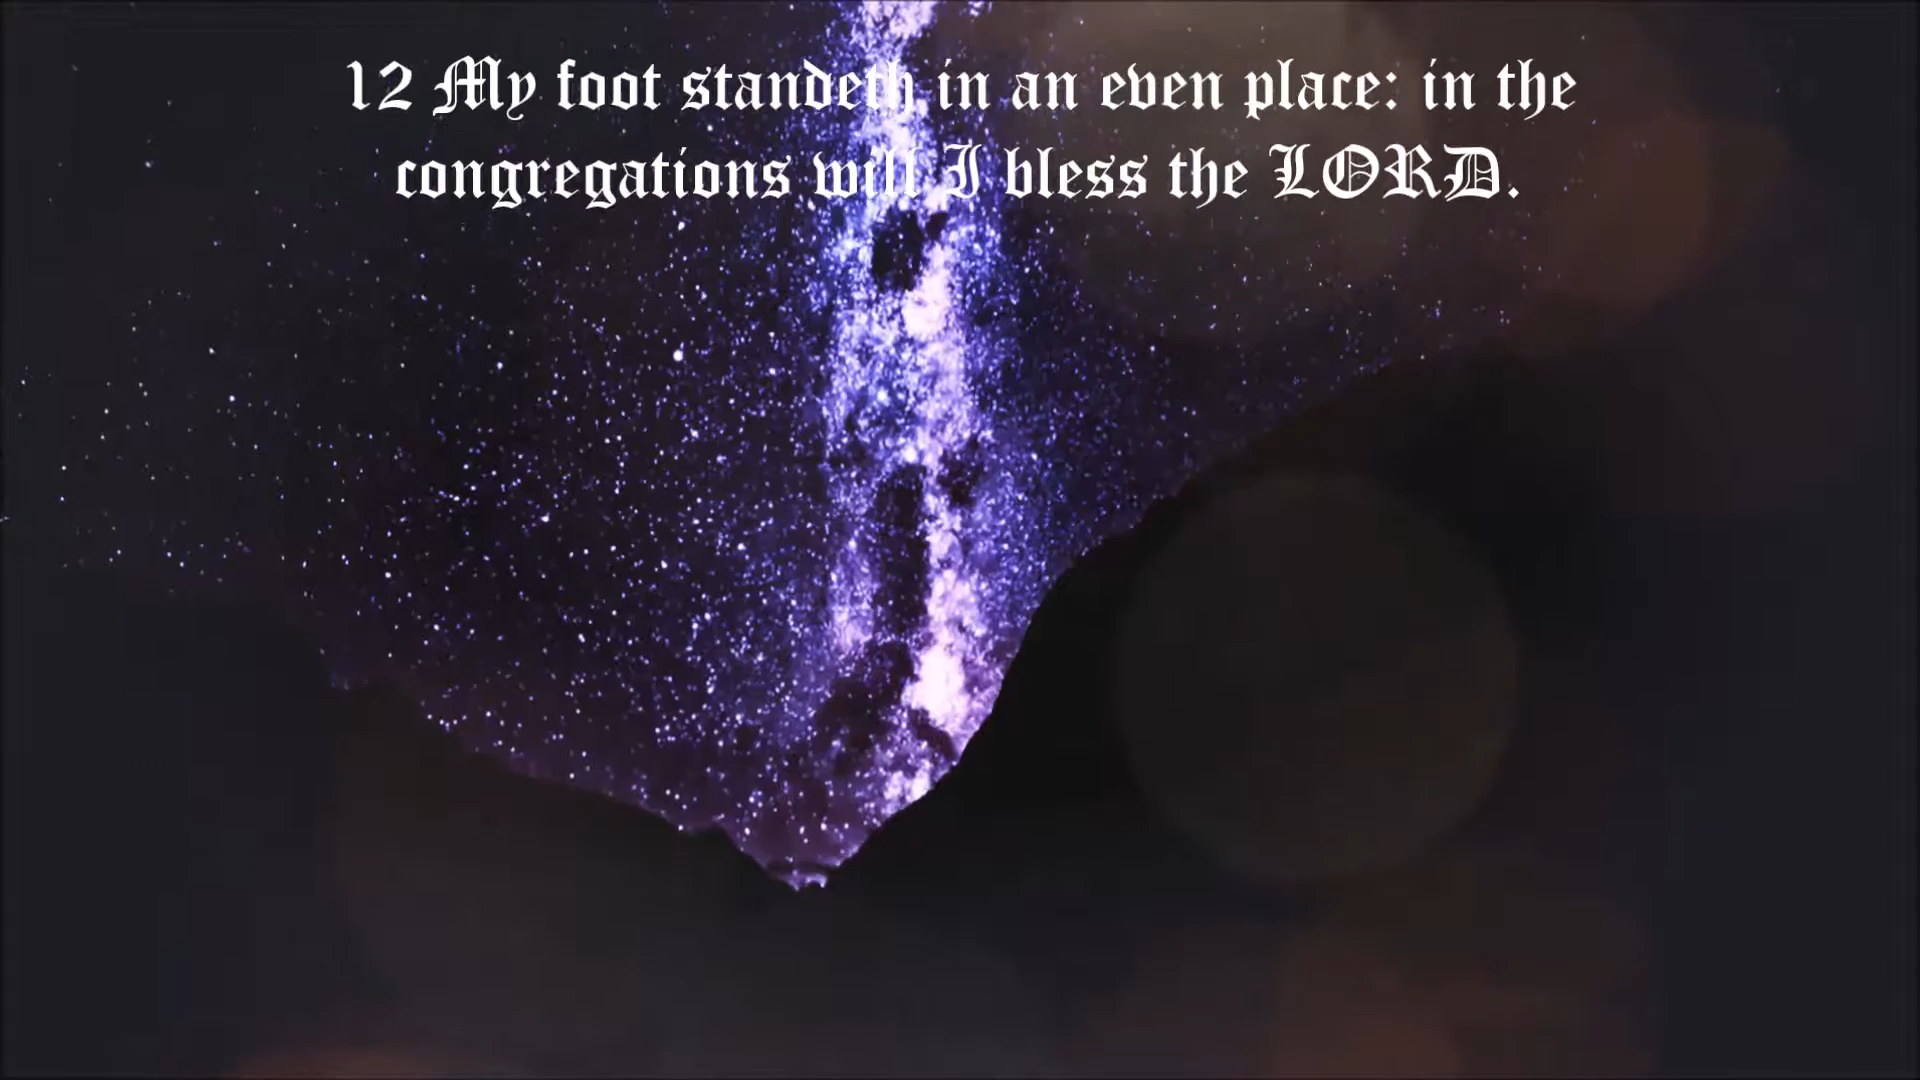 12 My foot standeth in an even place: in the
congregations will I bless the LORD.